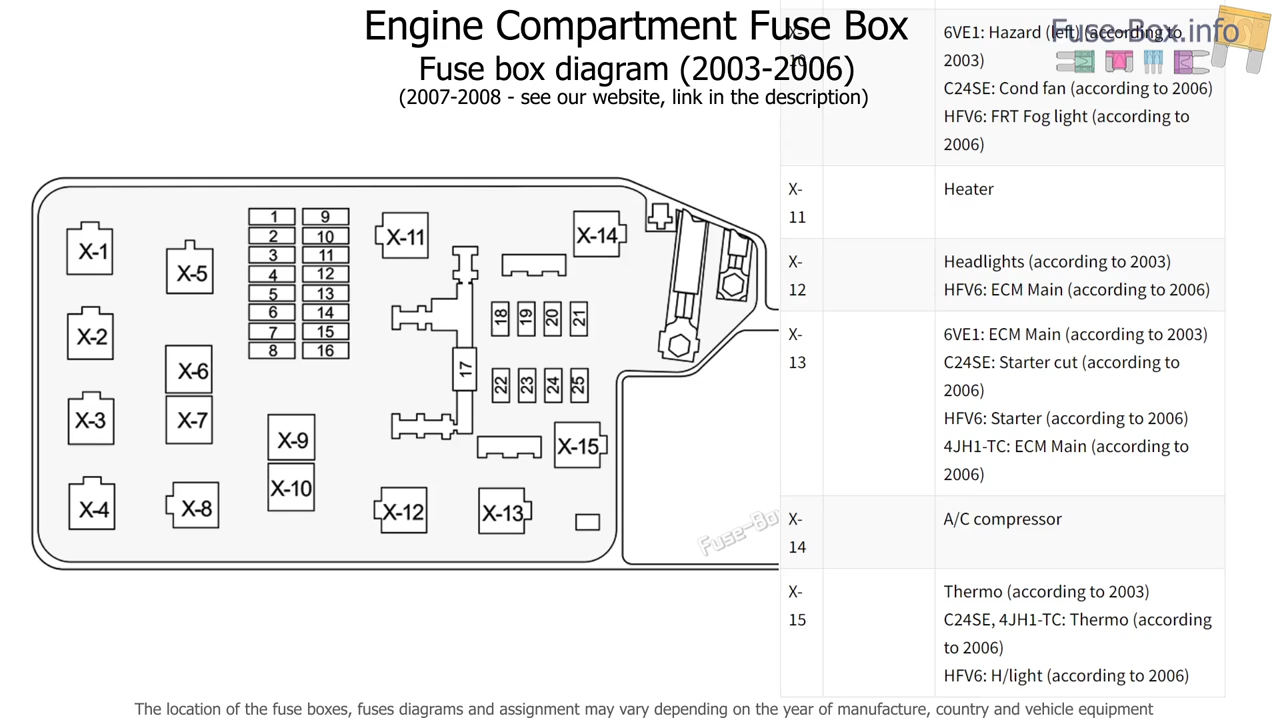 Engine Compartment Fuse Box
Fuse box diagram (2003-2006)
(2007-2008 - see our website, link in the description)
Fuse-Box.info
X-1
X-2
X-3
X-4
X-5
X-6
X-7
X-8
1 9
2 10
3 11
4 12
5 13
6 14
7 15
8 16
X-9
X-10
X-11
X-12
X-13
X-14
X-15
17
18 19 20 21
22 23 24 25
Fuse-Box
X-
10
6VE1: Hazard (left) (according to
2003)
C24SE: Cond fan (according to 2006)
HFV6: FRT Fog light (according to
2006)
X-
11
Heater
X-
12
Headlights (according to 2003)
HFV6: ECM Main (according to 2006)
X-
13
6VE1: ECM Main (according to 2003)
C24SE: Starter cut (according to
2006)
HFV6: Starter (according to 2006)
4JH1-TC: ECM Main (according to
2006)
X-
14
A/C compressor
X-
15
Thermo (according to 2003)
C24SE, 4JH1-TC: Thermo (according
to 2006)
HFV6: H/light (according to 2006)
The location of the fuse boxes, fuses diagrams and assignment may vary depending on the year of manufacture, country and vehicle equipment